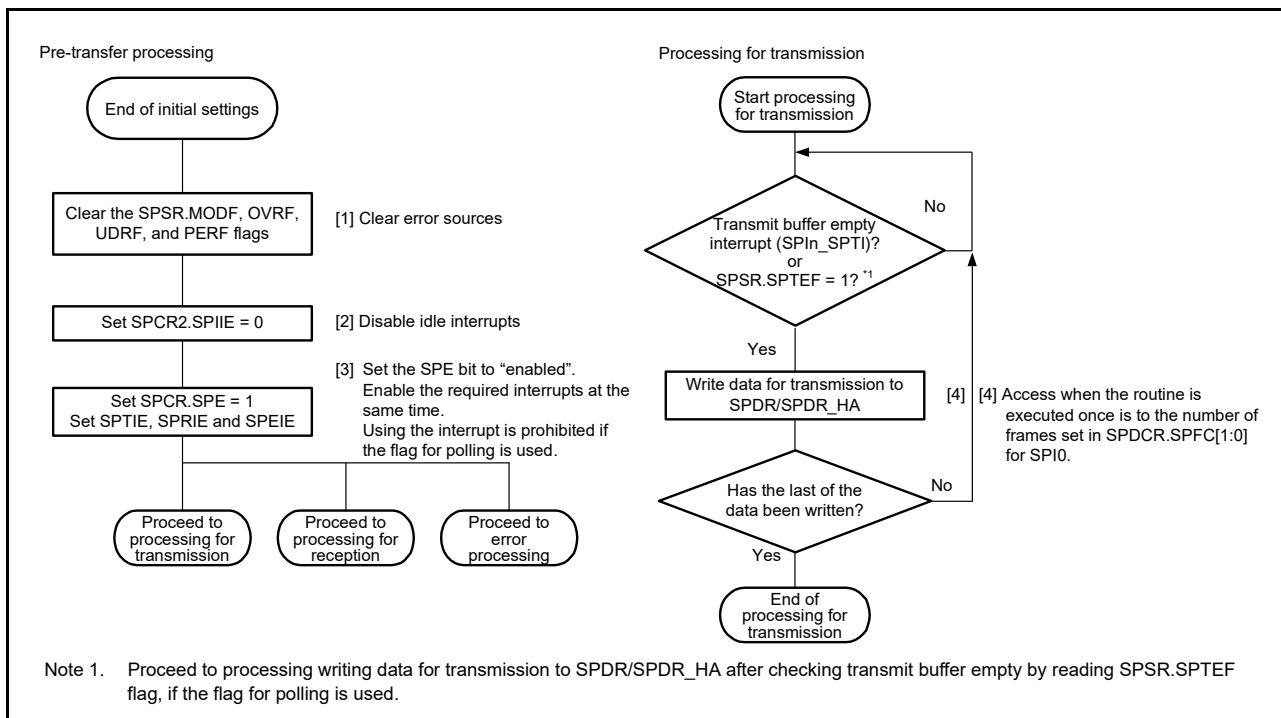 Pre-transfer processing
End of initial settings
Clear the SPSR.MODF, OVRF,
UDRF, and PERF flags
[1] Clear error sources
Set SPCR2.SPIIE = 0
[2] Disable idle interrupts
Set SPCR.SPE = 1
Set SPTIE, SPRIE and SPEIE
[3] Set the SPE bit to “enabled”.
Enable the required interrupts at the
same time.
Using the interrupt is prohibited if
the flag for polling is used.
Proceed to
processing for
transmission
Proceed to
processing for
reception
Proceed to
error
processing
Processing for transmission
Start processing
for transmission
Transmit buffer empty
interrupt (SPIn_SPTI)?
or
SPSR.SPTEF = 1? *1
No
Yes
Write data for transmission to
SPDR/SPDR_HA
[4]
[4] Access when the routine is
executed once is to the number of
frames set in SPDCR.SPFC[1:0]
for SPI0.
Has the last of the
data been written?
No
Yes
End of
processing for
transmission
Note 1. Proceed to processing writing data for transmission to SPDR/SPDR_HA after checking transmit buffer empty by reading SPSR.SPTEF
flag, if the flag for polling is used.